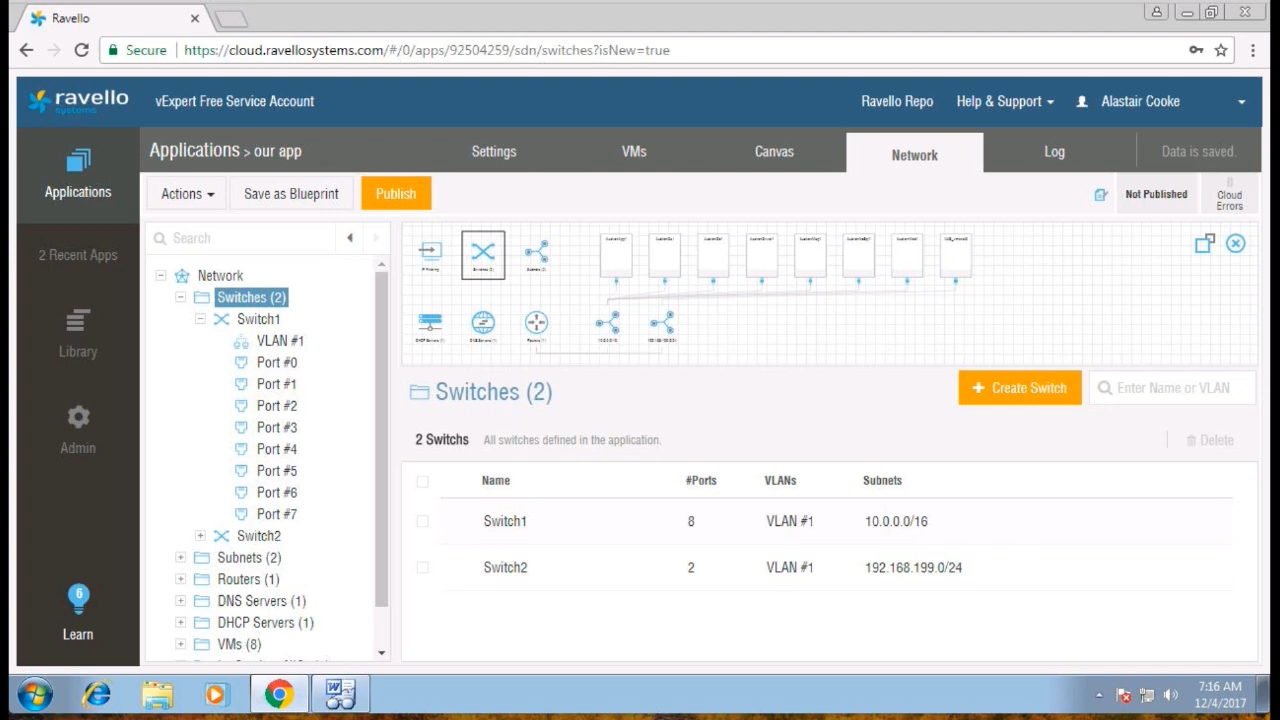 Ravello
Secure https://cloud.ravellosystems.com/#/0/apps/92504259/sdn/switches?isNew=true
ravello
systems
vExpert Free Service Account
Ravello Repo
Help & Support
Alastair Cooke
Applications > our app
Settings
VMs
Canvas
Network
Log
Data is saved.
Applications
Actions
Save as Blueprint
Publish
Not Published
8
Cloud
Errors
2 Recent Apps
Library
Admin
6
Learn
Search
Network
Switches (2)
Switch1
VLAN #1
Port #0
Port #1
Port #2
Port #3
Port #4
Port #5
Port #6
Port #7
Switch2
Subnets (2)
Routers (1)
DNS Servers (1)
DHCP Servers (1)
VMs (8)
Switches (2)
+ Create Switch
Enter Name or VLAN
2 Switchs All switches defined in the application.
Delete
Name #Ports VLANs Subnets
Switch1 8 VLAN #1 10.0.0.0/16
Switch2 2 VLAN #1 192.168.199.0/24
7:16 AM
12/4/2017